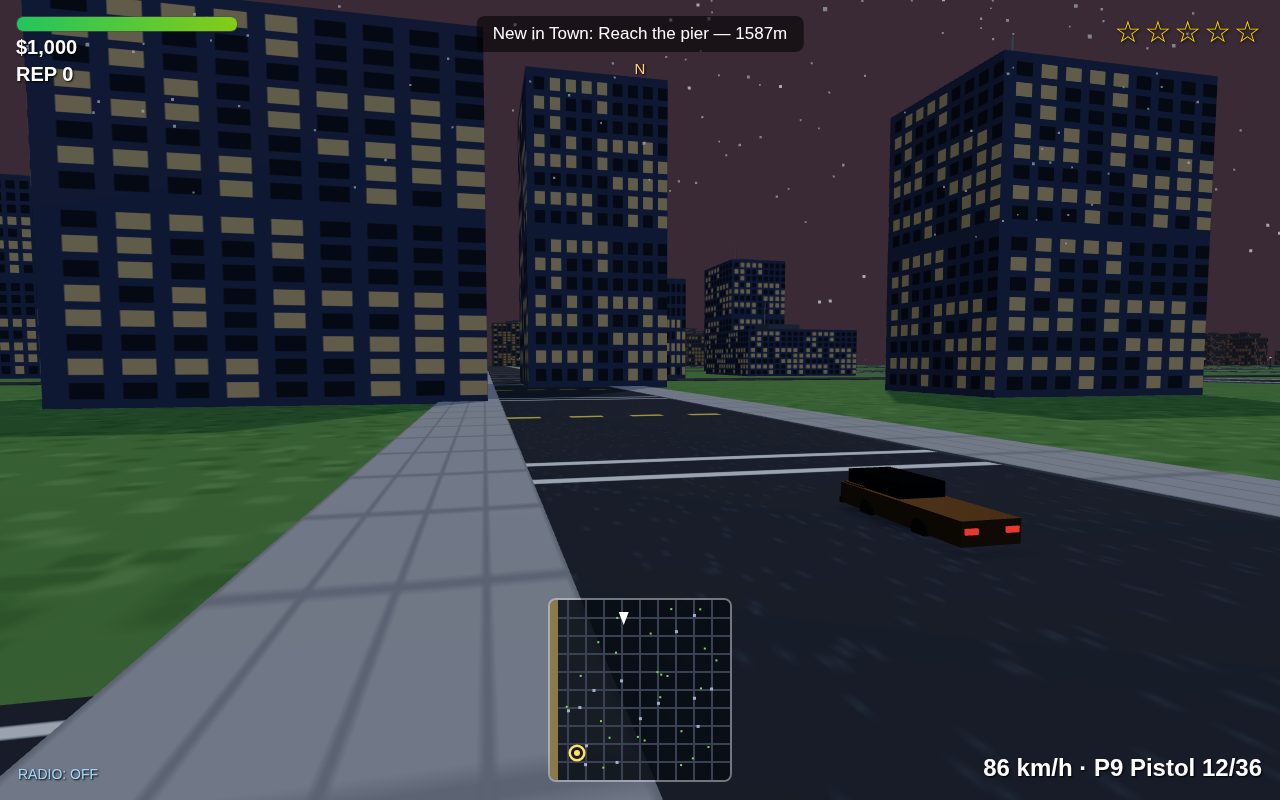 New in Town: Reach the pier — 1587m
$1,000
REP 0
N
RADIO: OFF
86 km/h · P9 Pistol 12/36